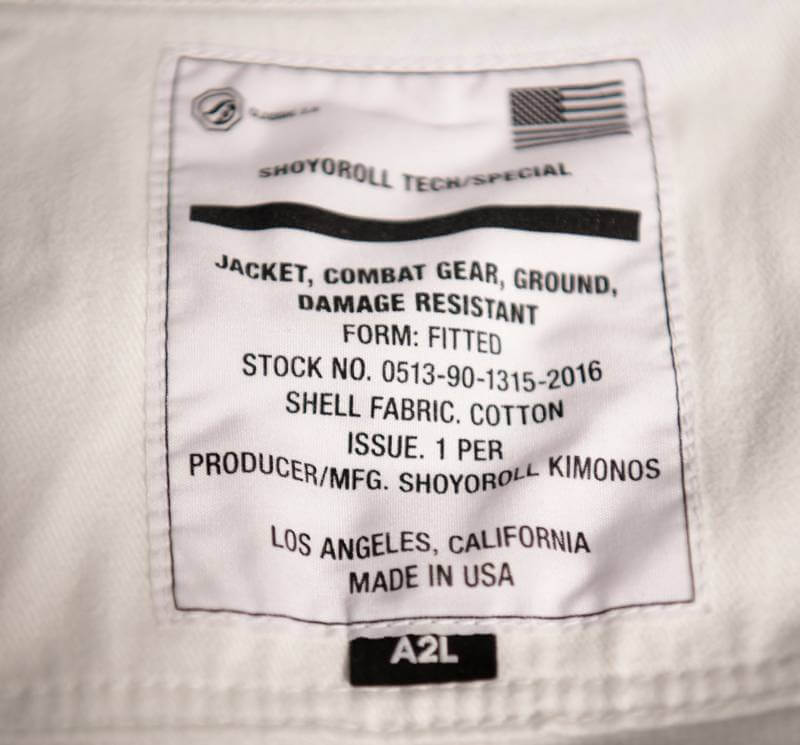 SHOYOROLL TECH/SPECIAL
JACKET, COMBAT GEAR, GROUND,
DAMAGE RESISTANT
FORM: FITTED
STOCK NO. 0513-90-1315-2016
SHELL FABRIC. COTTON
ISSUE. 1 PER
PRODUCER/MFG. SHOYOROLL KIMONOS
LOS ANGELES, CALIFORNIA
MADE IN USA
A2L